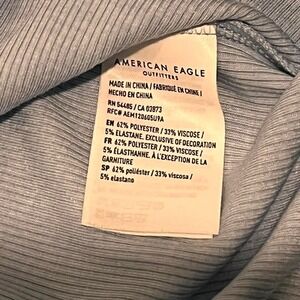 AMERICAN EAGLE
OUTFITTERS
MADE IN CHINA / FABRIQUÉ EN CHINE /
HECHO EN CHINA
RN 54485 / CA 03873
RFC# AEM120605U9A
EN 62% POLYESTER / 33% VISCOSE /
5% ELASTANE. EXCLUSIVE OF DECORATION
FR 62% POLYESTER / 33% VISCOSE /
5% ÉLASTHANNE. À L'EXCEPTION DE LA
GARNITURE
SP 62% poliéster / 33% viscosa /
5% elastano